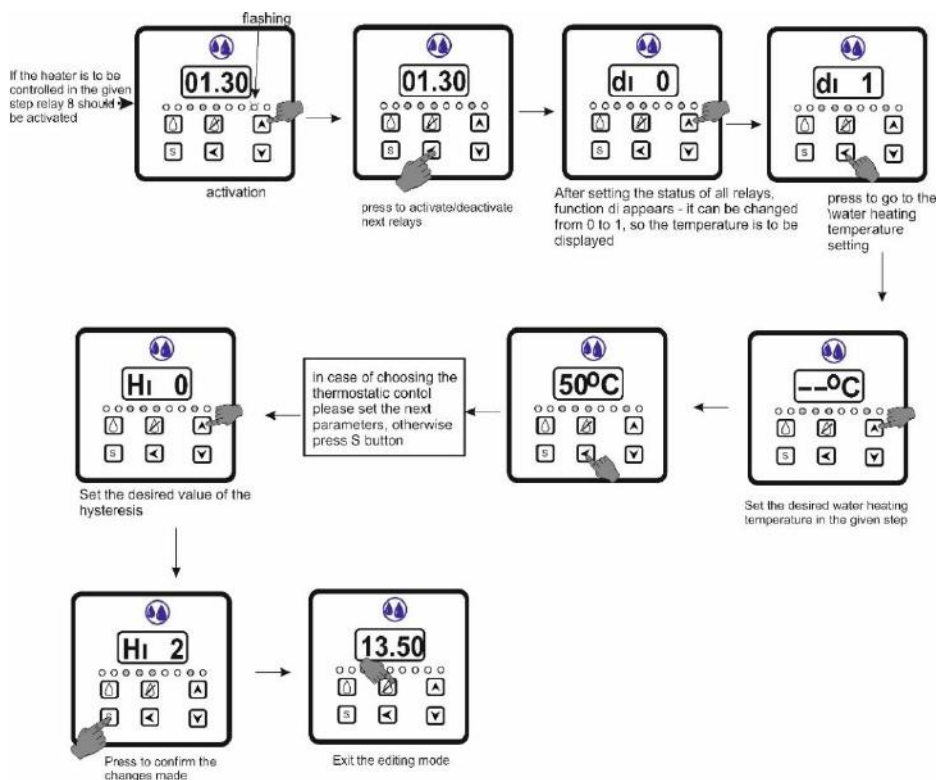 flashing
If the heater is to be
controlled in the given
step relay 8 should
be activated
01.30
S
activation
01.30
S
press to activate/deactivate
next relays
di 0
S
After setting the status of all relays,
function di appears - it can be changed
from 0 to 1, so the temperature is to be
displayed
di 1
S
press to go to the
\water heating
temperature
setting
Hi 0
S
Set the desired value of the
hysteresis
in case of choosing the
thermostatic contol
please set the next
parameters, otherwise
press S button
50ºC
S
--ºC
S
Set the desired water heating
temperature in the given step
Hi 2
S
Press to confirm the
changes made
13.50
S
Exit the editing mode